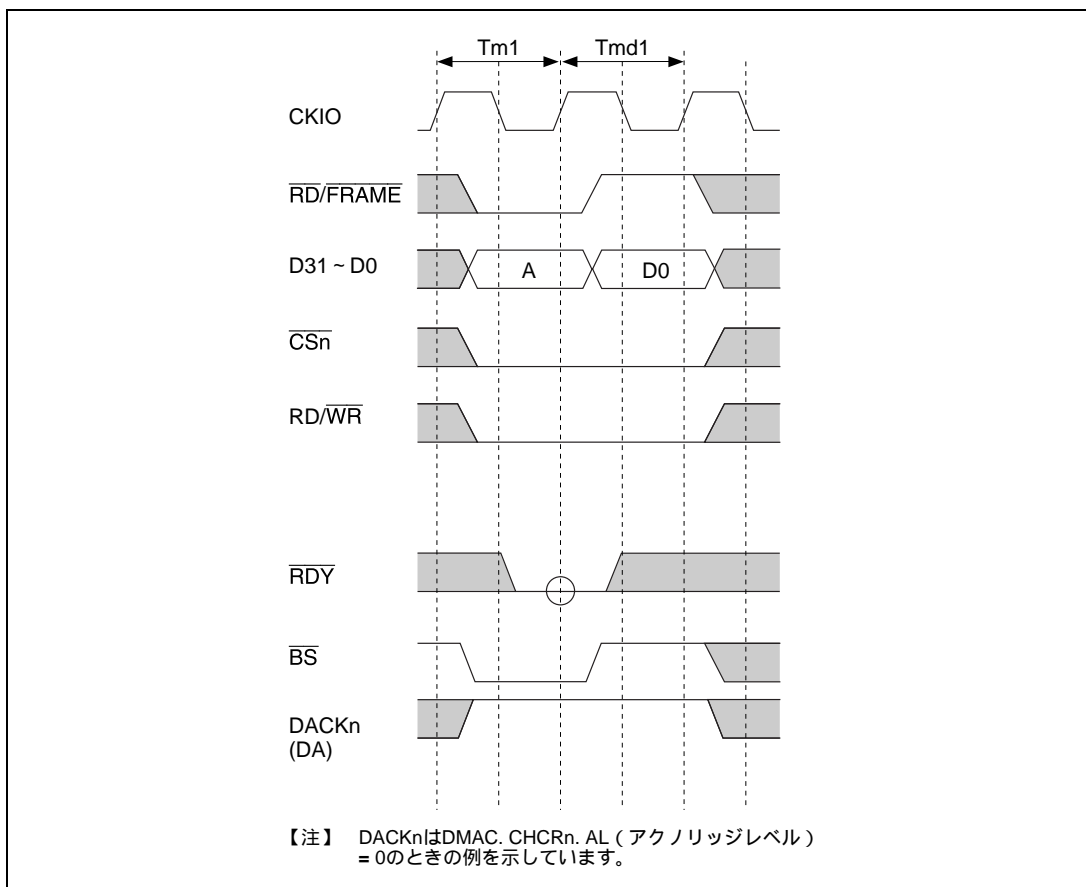 Tm1 Tmd1
CKIO
RD/FRAME
D31 ~ D0
A D0
CSn
RD/WR
RDY
BS
DACKn
(DA)
【注】 DACKnはDMAC. CHCRn. AL ( アクノリッジレベル )
= 0のときの例を示しています。